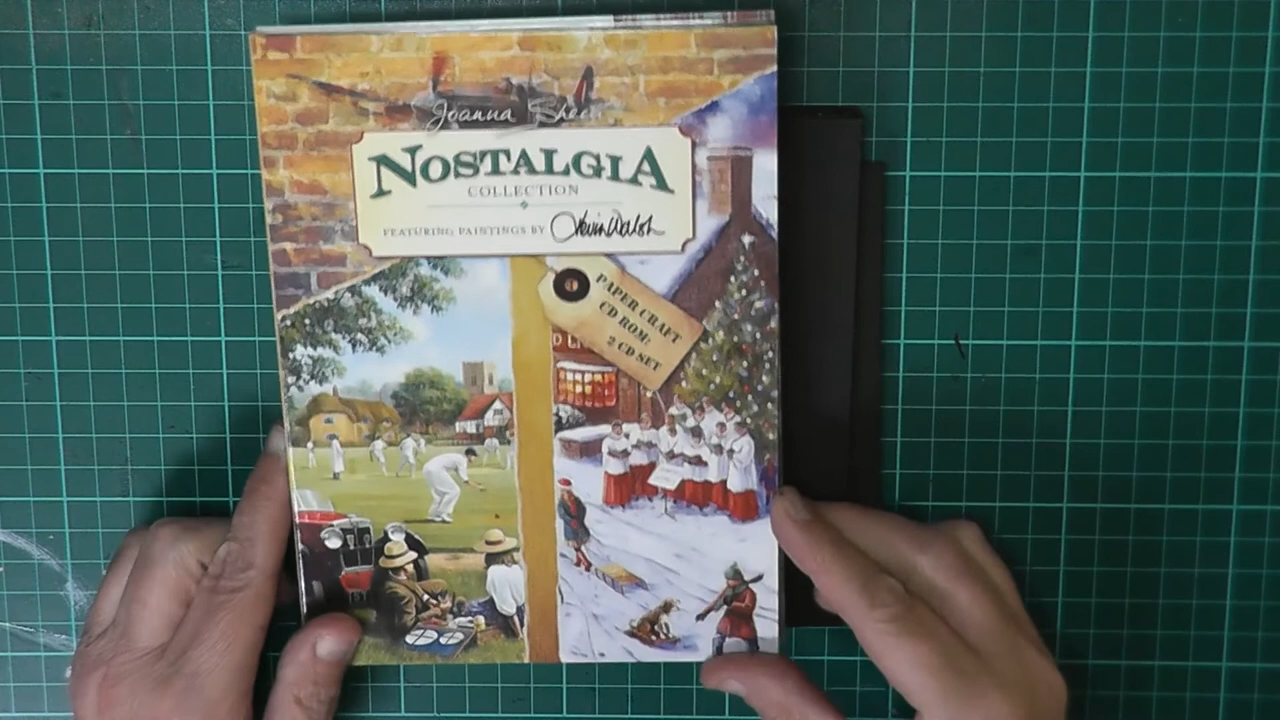 Joanna Sheen
NOSTALGIA
COLLECTION
FEATURING PAINTINGS BY Kevin Walsh
PAPER CRAFT
CD ROM:
2 CD SET